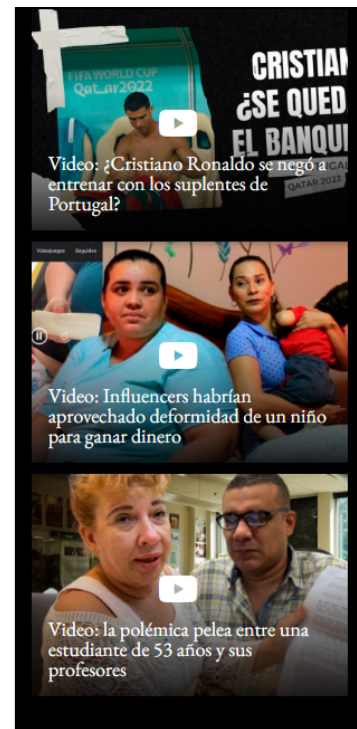 FIFA WORLD CUP
Qatar2022
CRISTIAN
¿SE QUED
EL BANQU
QATAR 2022
Video: ¿Cristiano Ronaldo se negó a
entrenar con los suplentes de
Portugal?
Videojuegos Seguidos
Video: Influencers habrían
aprovechado deformidad de un niño
para ganar dinero
Video: la polémica pelea entre una
estudiante de 53 años y sus
profesores